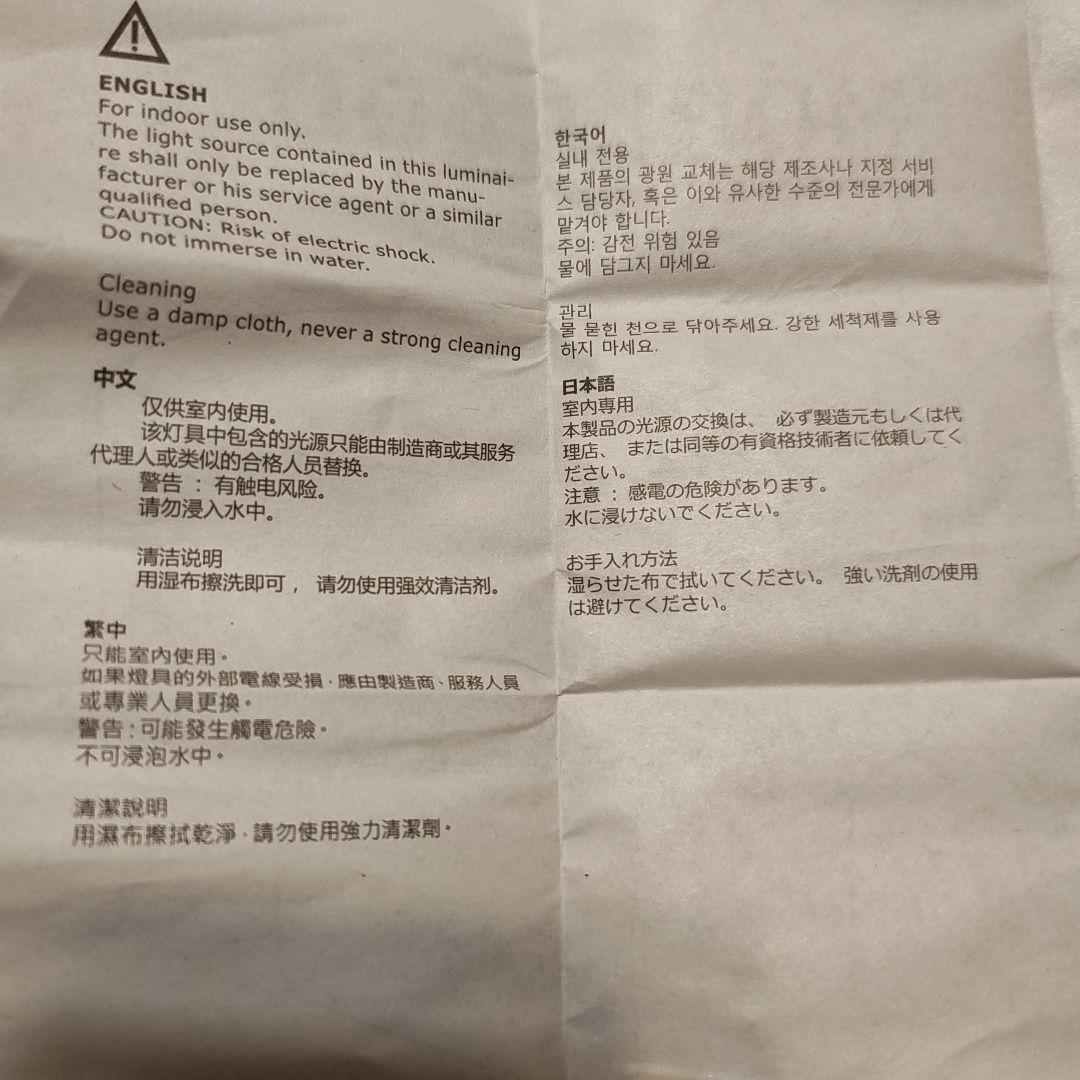 ENGLISH
For indoor use only.
The light source contained in this luminai-
re shall only be replaced by the manu-
facturer or his service agent or a similar
qualified person.
CAUTION: Risk of electric shock.
Do not immerse in water.
Cleaning
Use a damp cloth, never a strong cleaning
agent.
中文
仅供室内使用。
该灯具中包含的光源只能由制造商或其服务
代理人或类似的合格人员替换。
警告 : 有触电风险。
请勿浸入水中。
清洁说明
用湿布擦洗即可 , 请勿使用强效清洁剂。
繁中
只能室內使用。
如果燈具的外部電線受損,應由製造商、服務人員
或專業人員更換。
警告:可能發生觸電危險。
不可浸泡水中。
清潔說明
用濕布擦拭乾淨,請勿使用強力清潔劑。
한국어
실내 전용
본 제품의 광원 교체는 해당 제조사나 지정 서비
스 담당자, 혹은 이와 유사한 수준의 전문가에게
맡겨야 합니다.
주의: 감전 위험 있음
물에 담그지 마세요.
관리
물 묻힌 천으로 닦아주세요. 강한 세척제를 사용
하지 마세요.
日本語
室内専用
本製品の光源の交換は、 必ず製造元もしくは代
理店、 または同等の有資格技術者に依頼してく
ださい。
注意 : 感電の危険があります。
水に浸けないでください。
お手入れ方法
湿らせた布で拭いてください。 強い洗剤の使用
は避けてください。